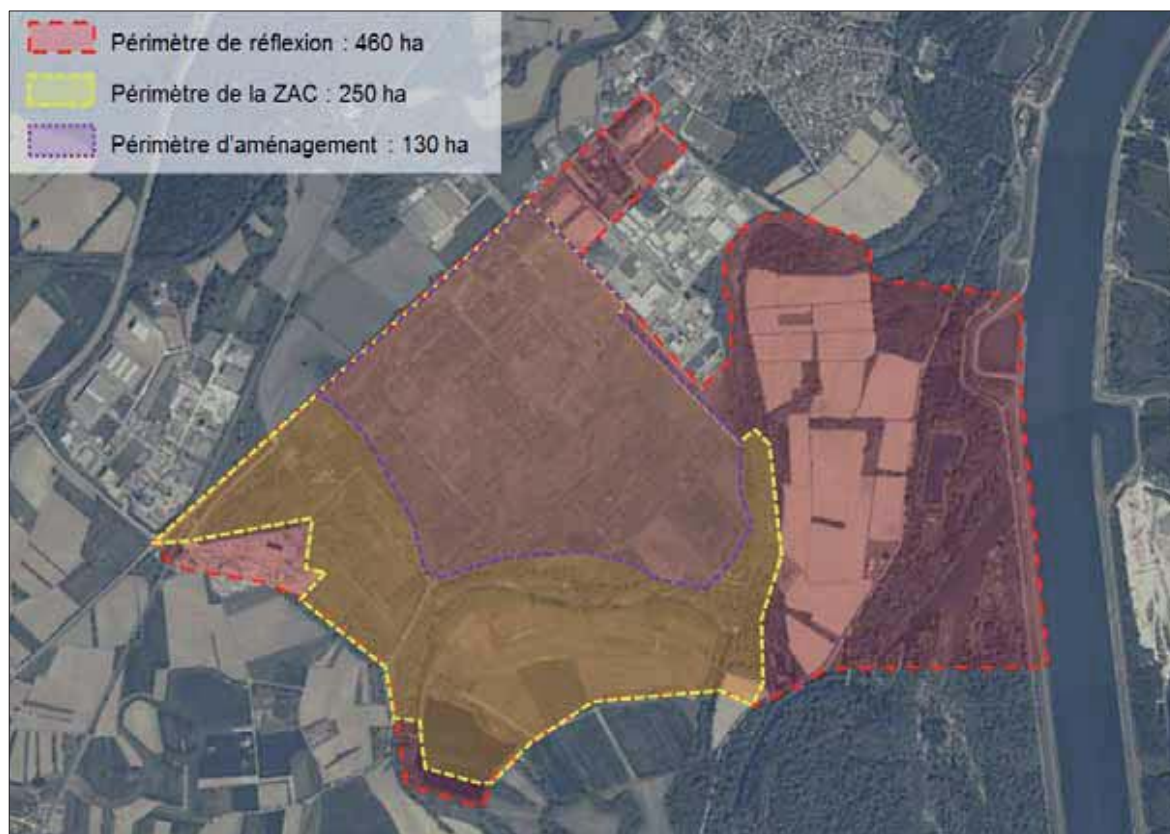 Périmètre de réflexion : 460 ha
Périmètre de la ZAC : 250 ha
Périmètre d'aménagement : 130 ha